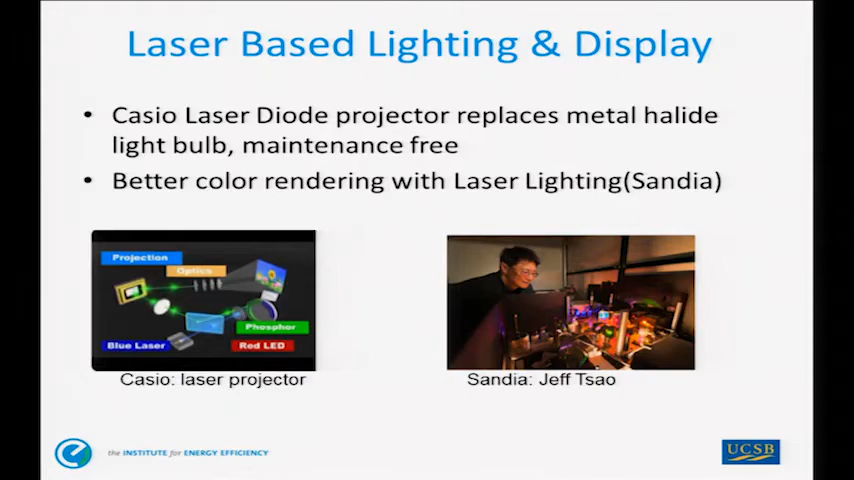 Laser Based Lighting & Display
• Casio Laser Diode projector replaces metal halide
light bulb, maintenance free
• Better color rendering with Laser Lighting(Sandia)
Projection
Optics
Phosphor
Blue Laser
Red LED
Casio: laser projector
Sandia: Jeff Tsao
the INSTITUTE for ENERGY EFFICIENCY
UCSB